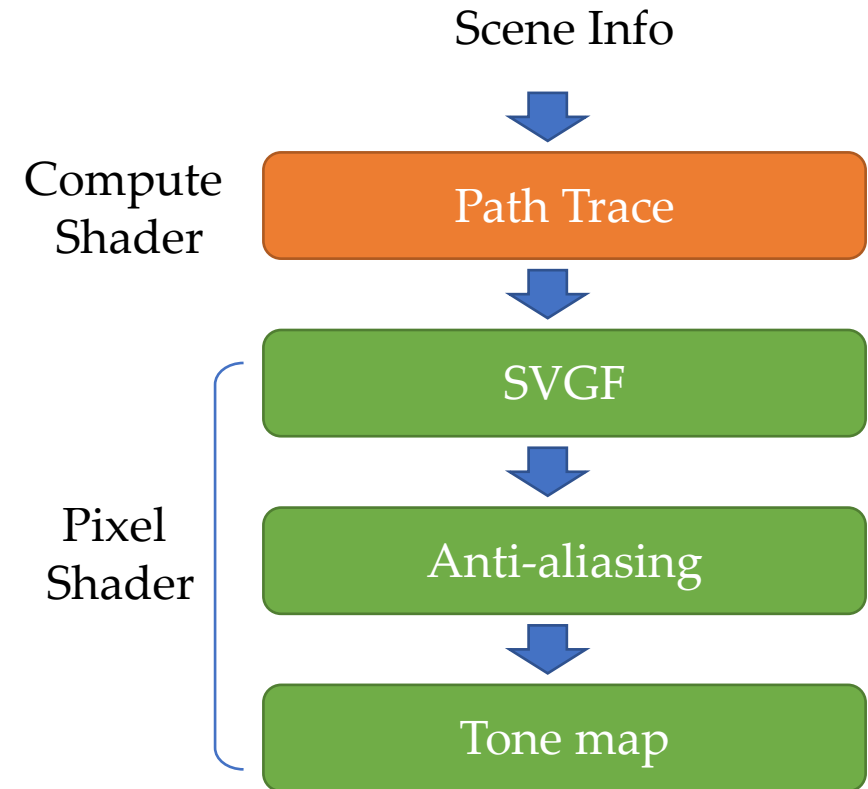 Scene Info
Compute
Shader
Path Trace
SVGF
Pixel
Shader
Anti-aliasing
Tone map